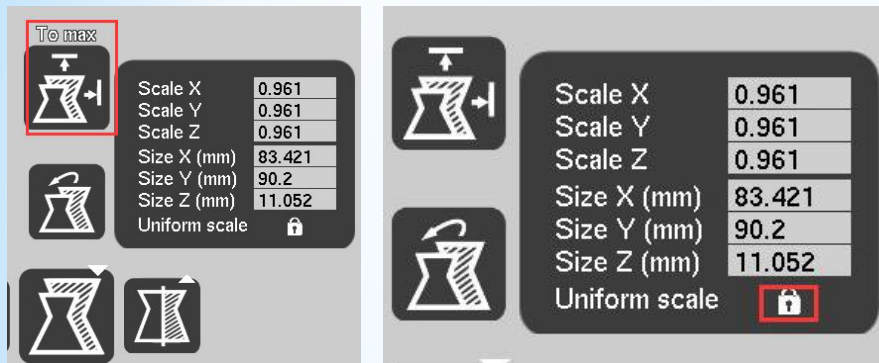 To max
Scale X 0.961
Scale Y 0.961
Scale Z 0.961
Size X (mm) 83.421
Size Y (mm) 90.2
Size Z (mm) 11.052
Uniform scale
Scale X 0.961
Scale Y 0.961
Scale Z 0.961
Size X (mm) 83.421
Size Y (mm) 90.2
Size Z (mm) 11.052
Uniform scale